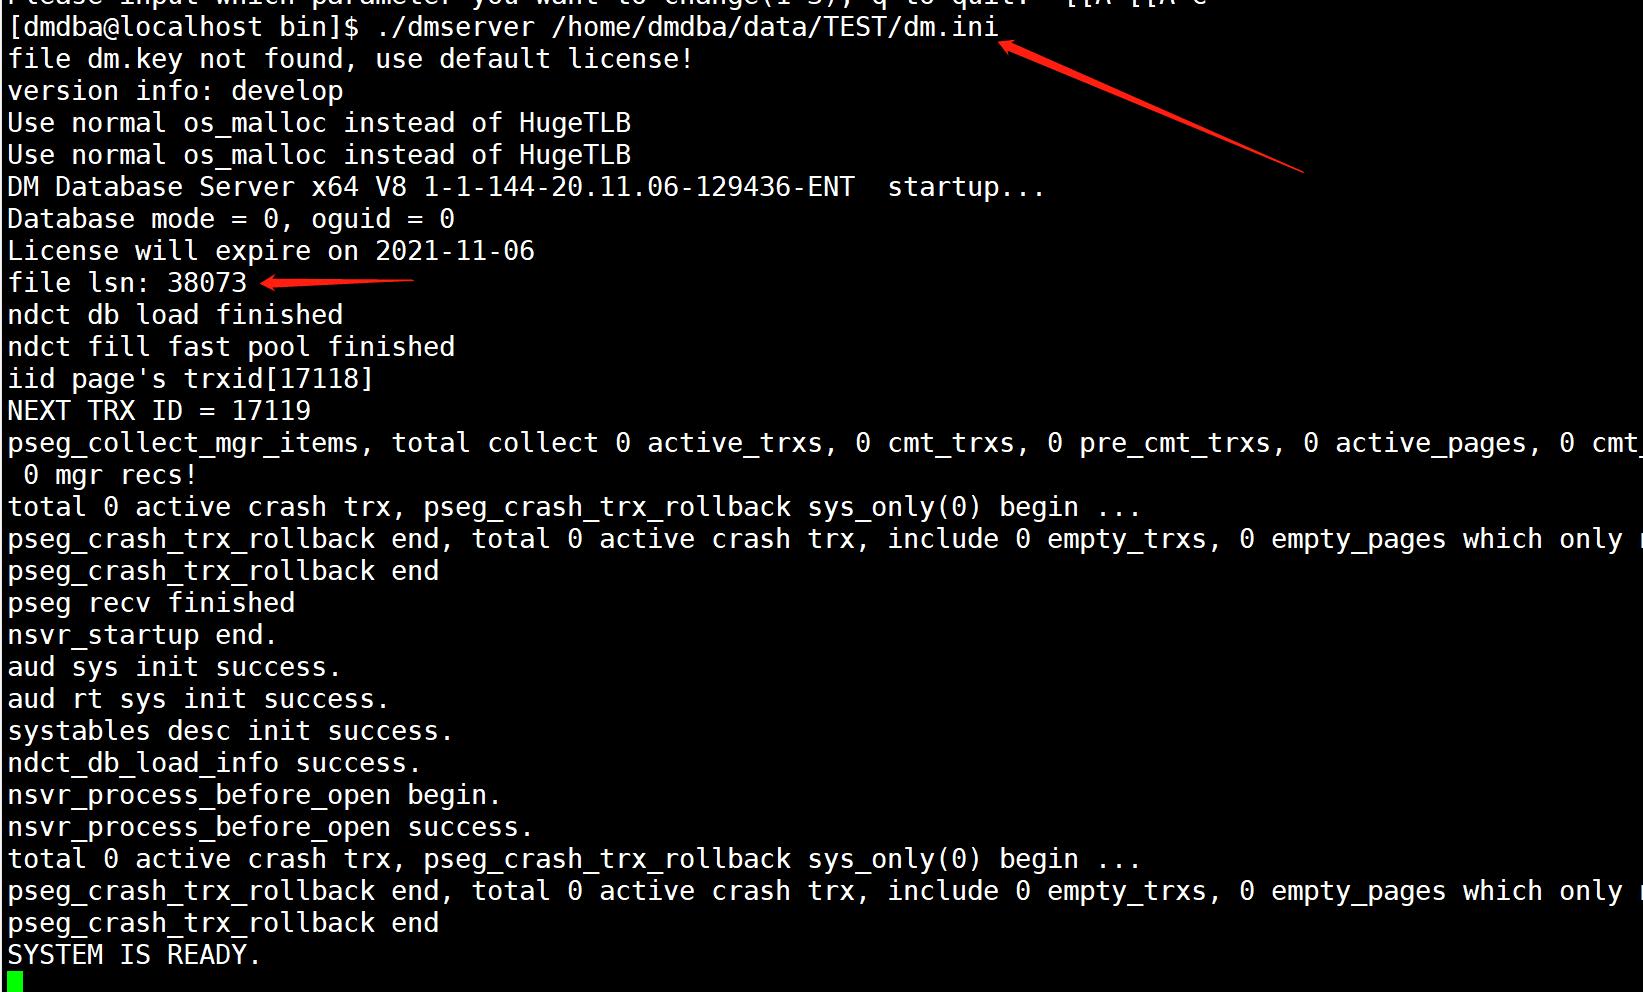 [dmdba@localhost bin]$ ./dmserver /home/dmdba/data/TEST/dm.ini
file dm.key not found, use default license!
version info: develop
Use normal os_malloc instead of HugeTLB
Use normal os_malloc instead of HugeTLB
DM Database Server x64 V8 1-1-144-20.11.06-129436-ENT  startup...
Database mode = 0, oguid = 0
License will expire on 2021-11-06
file lsn: 38073
ndct db load finished
ndct fill fast pool finished
iid page's trxid[17118]
NEXT TRX ID = 17119
pseg_collect_mgr_items, total collect 0 active_trxs, 0 cmt_trxs, 0 pre_cmt_trxs, 0 active_pages, 0 cmt_
 0 mgr recs!
total 0 active crash trx, pseg_crash_trx_rollback sys_only(0) begin ...
pseg_crash_trx_rollback end, total 0 active crash trx, include 0 empty_trxs, 0 empty_pages which only
pseg_crash_trx_rollback end
pseg recv finished
nsvr_startup end.
aud sys init success.
aud rt sys init success.
systables desc init success.
ndct_db_load_info success.
nsvr_process_before_open begin.
nsvr_process_before_open success.
total 0 active crash trx, pseg_crash_trx_rollback sys_only(0) begin ...
pseg_crash_trx_rollback end, total 0 active crash trx, include 0 empty_trxs, 0 empty_pages which only
pseg_crash_trx_rollback end
SYSTEM IS READY.